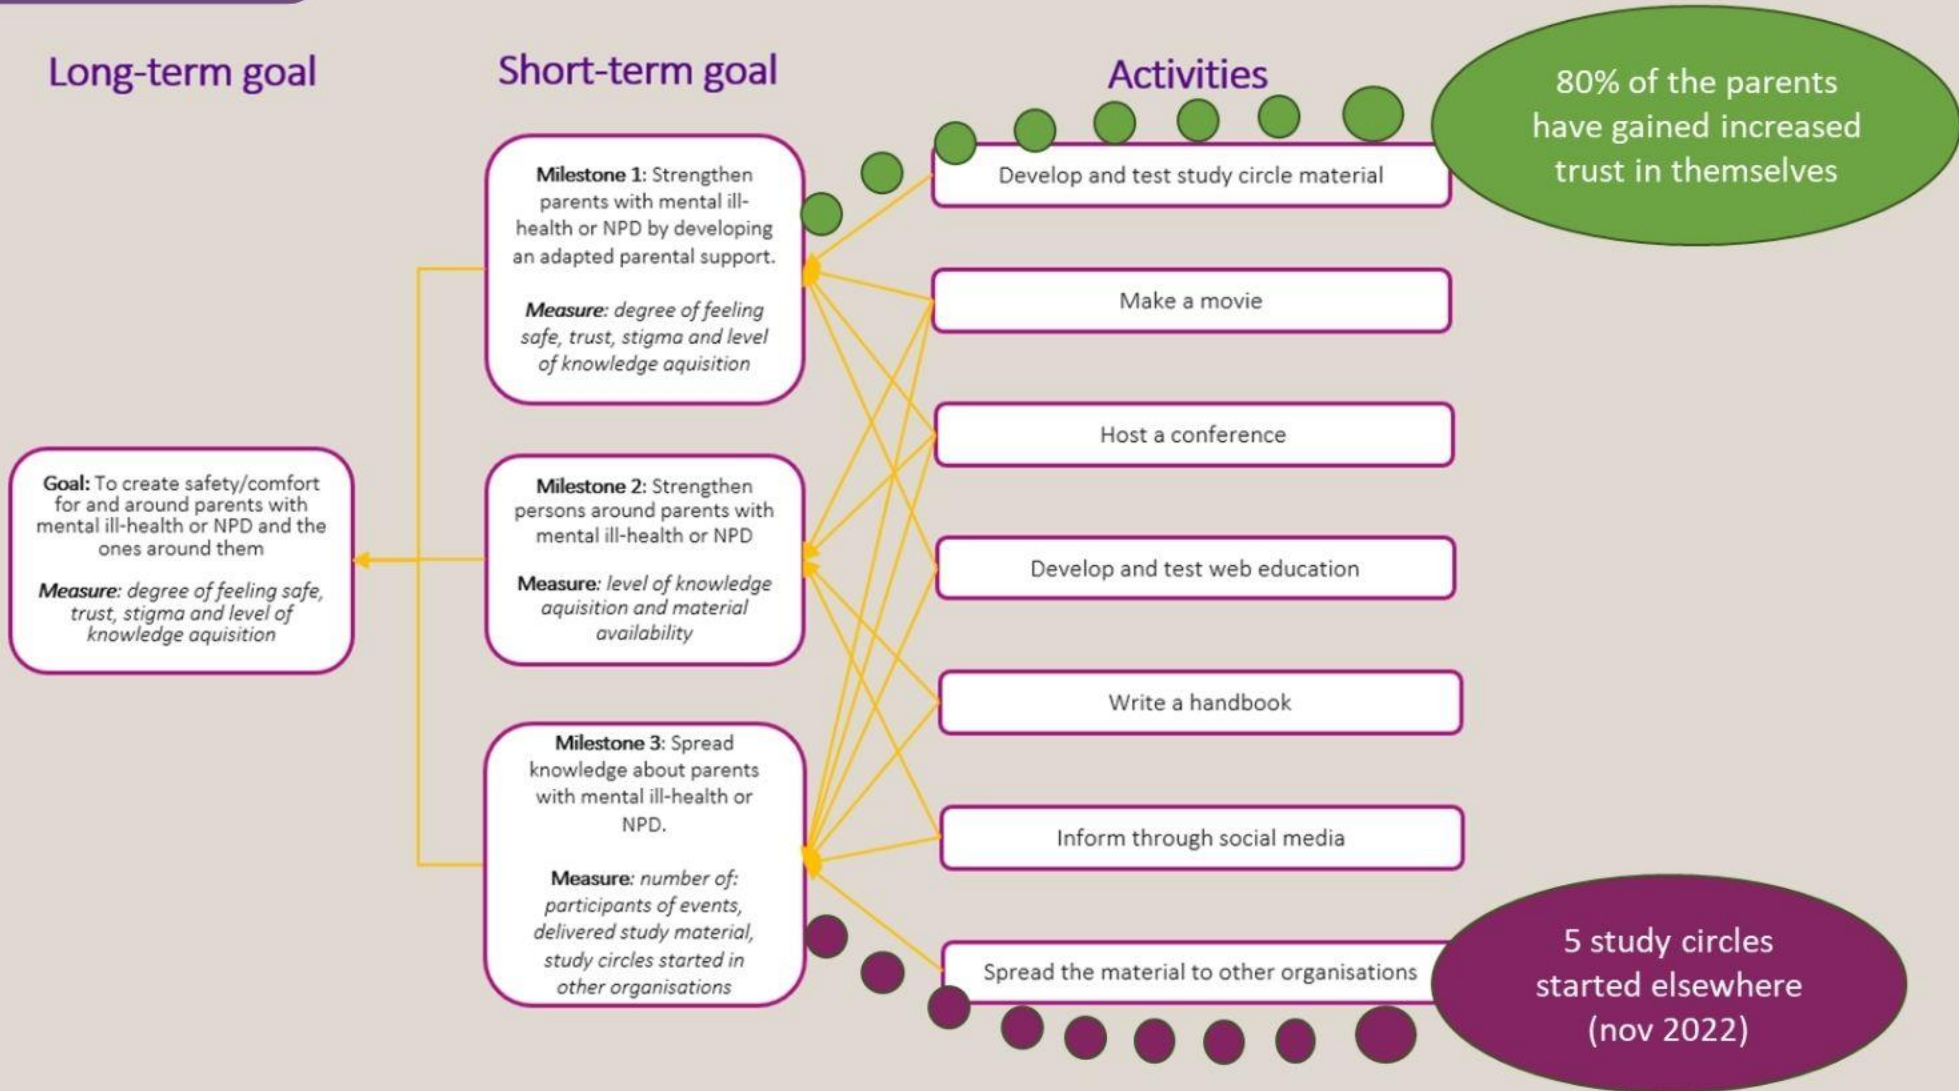 Long-term goal
Short-term goal
Activities
80% of the parents
have gained increased
trust in themselves
Milestone 1: Strengthen
parents with mental ill-
health or NPD by developing
an adapted parental support.
Measure: degree of feeling
safe, trust, stigma and level
of knowledge aquisition
Goal: To create safety/comfort
for and around parents with
mental ill-health or NPD and the
ones around them
Measure: degree of feeling safe,
trust, stigma and level of
knowledge aquisition
Milestone 2: Strengthen
persons around parents with
mental ill-health or NPD
Measure: level of knowledge
aquisition and material
availability
Milestone 3: Spread
knowledge about parents
with mental ill-health or
NPD.
Measure: number of:
participants of events,
delivered study material,
study circles started in
other organisations
Develop and test study circle material
Make a movie
Host a conference
Develop and test web education
Write a handbook
Inform through social media
Spread the material to other organisations
5 study circles
started elsewhere
(nov 2022)